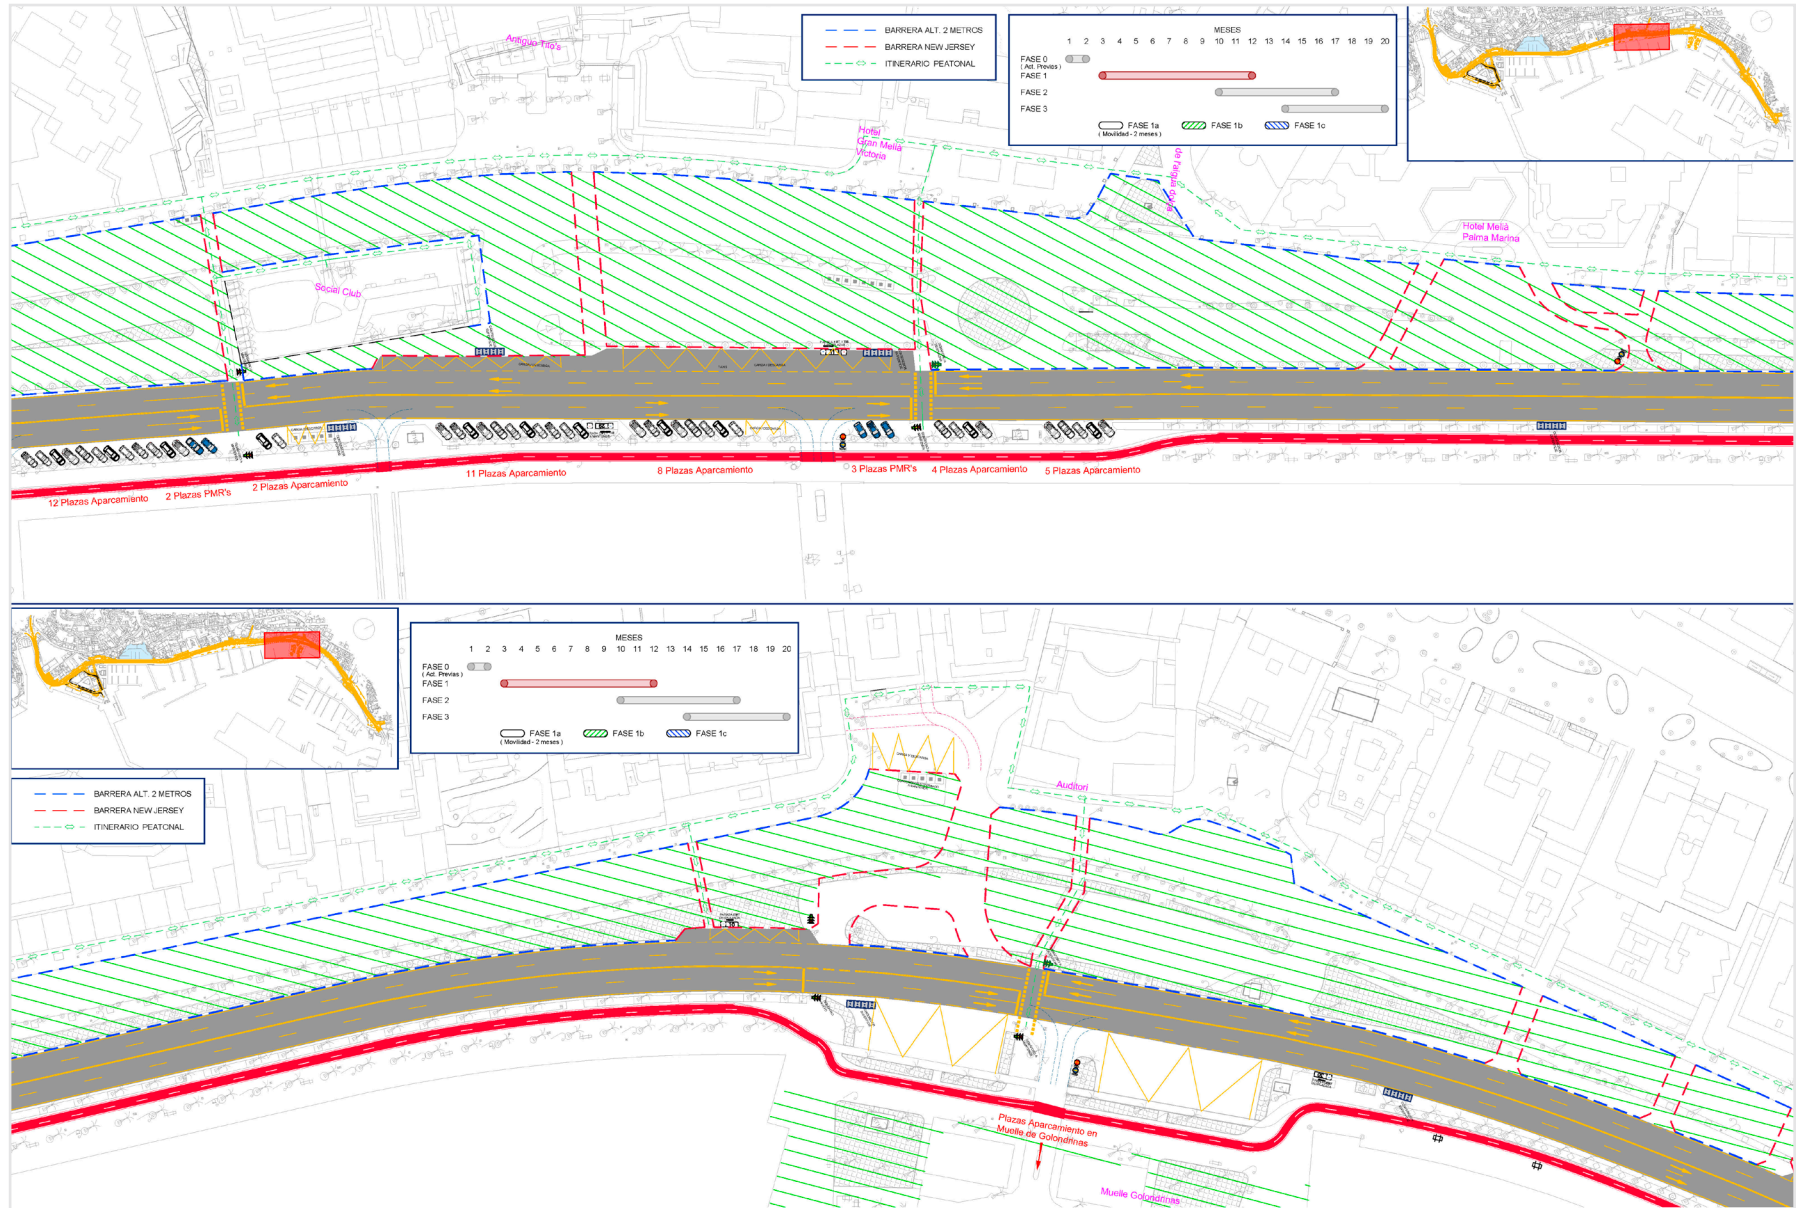 Antiguo Tito's
BARRERA ALT. 2 METROS
BARRERA NEW JERSEY
ITINERARIO PEATONAL
MESES
1 2 3 4 5 6 7 8 9 10 11 12 13 14 15 16 17 18 19 20
FASE 0
( Act. Previas )
FASE 1
FASE 2
FASE 3
FASE 1a
( Movilidad - 2 meses )
FASE 1b
FASE 1c
Hotel
Gran Meliá
Victoria
Hotel Meliá
Palma Marina
Social Club
12 Plazas Aparcamiento
2 Plazas PMR's
2 Plazas Aparcamiento
11 Plazas Aparcamiento
8 Plazas Aparcamiento
3 Plazas PMR's
4 Plazas Aparcamiento
5 Plazas Aparcamiento
MESES
1 2 3 4 5 6 7 8 9 10 11 12 13 14 15 16 17 18 19 20
FASE 0
( Act. Previas )
FASE 1
FASE 2
FASE 3
FASE 1a
( Movilidad - 2 meses )
FASE 1b
FASE 1c
BARRERA ALT. 2 METROS
BARRERA NEW JERSEY
ITINERARIO PEATONAL
Auditori
Plazas Aparcamiento en
Muelle de Golondrinas
Muelle Golondrinas